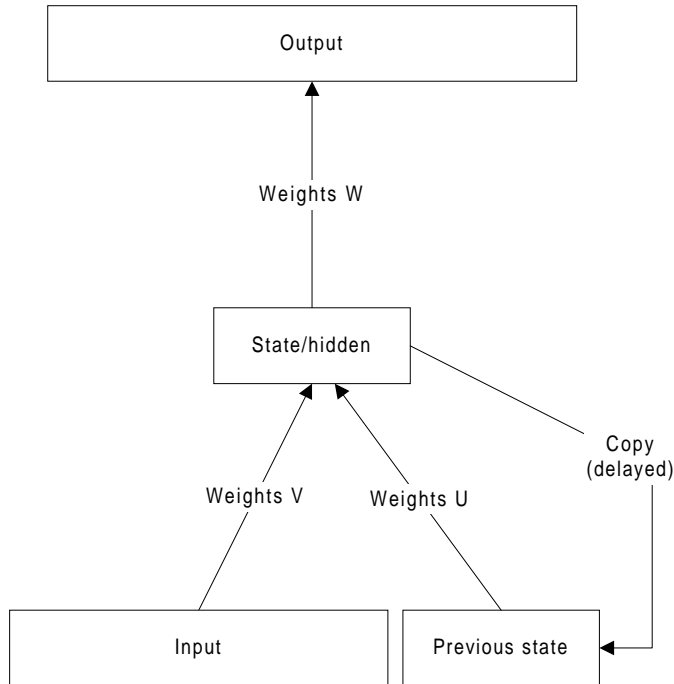 Output
Weights W
State/hidden
Copy
(delayed)
Weights V
Weights U
Input
Previous state